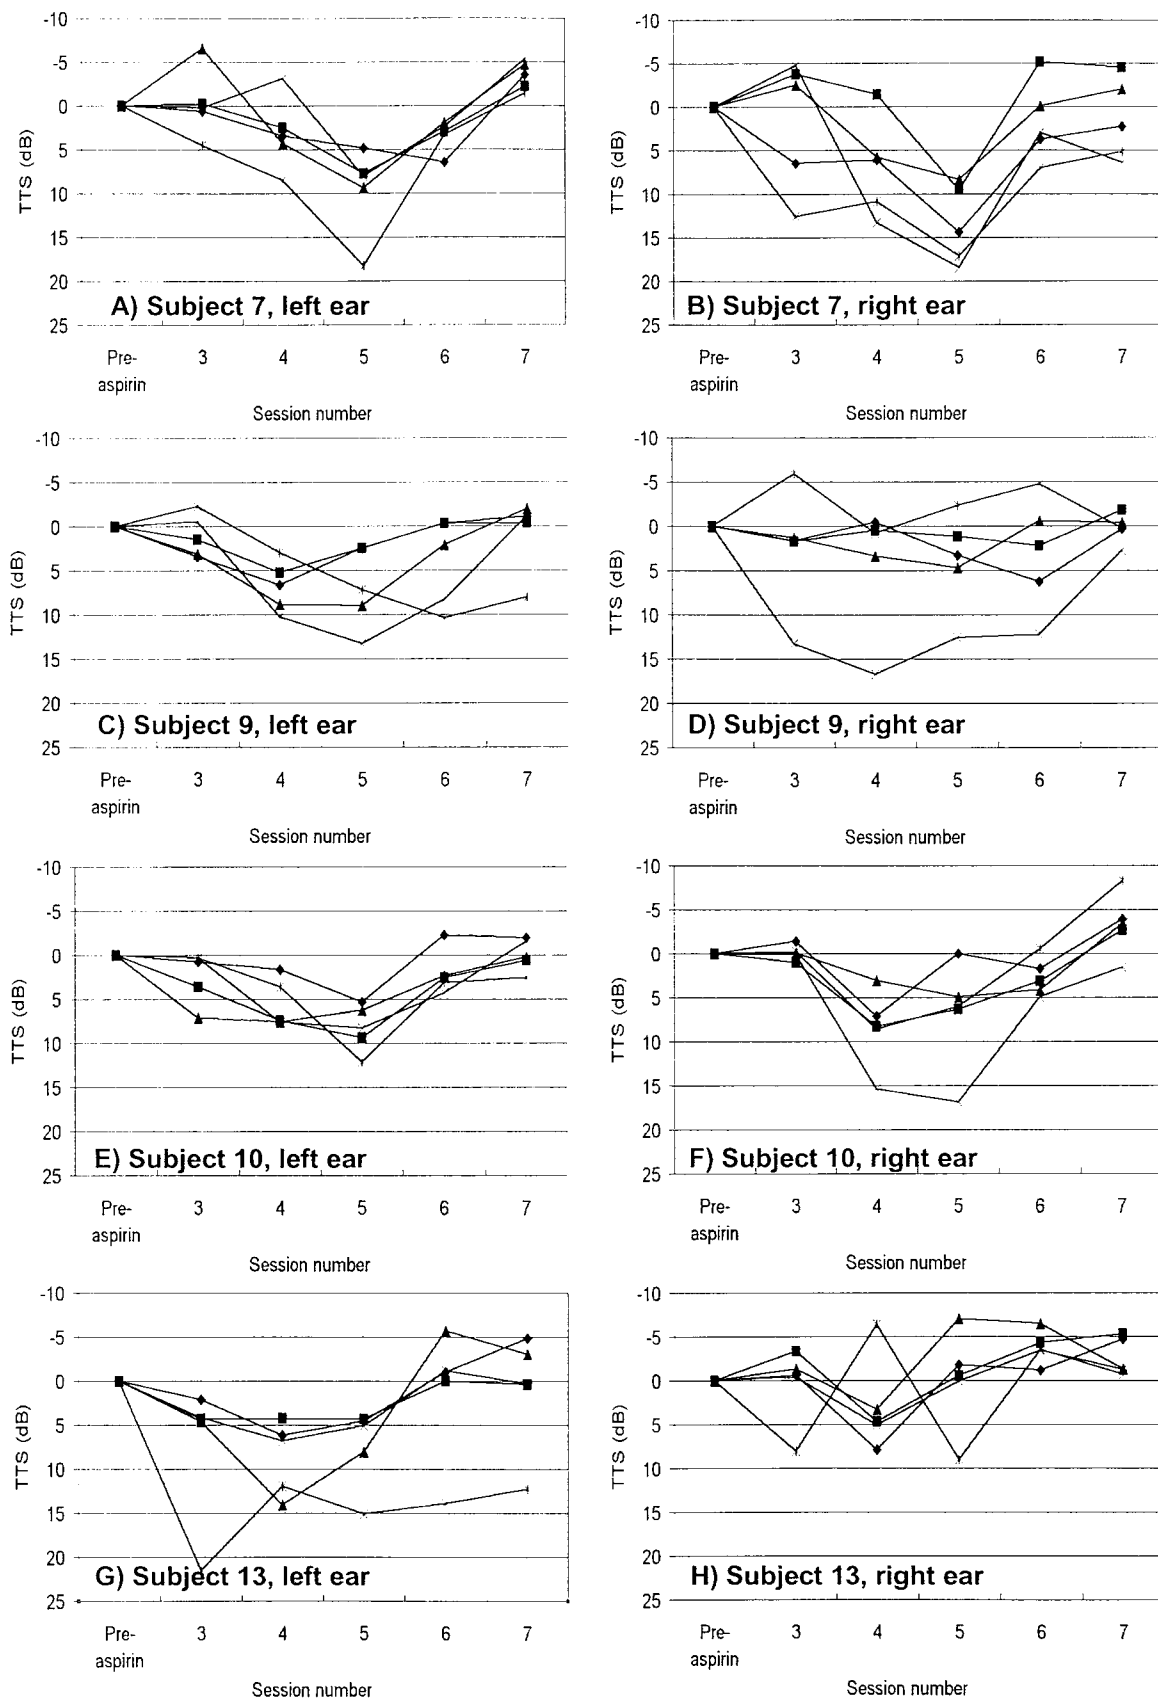 -10
-5
0
5
10
15
20
25
TTS (dB)
A) Subject 7, left ear
Pre-aspirin 3 4 5 6 7
Session number
-10
-5
0
5
10
15
20
25
TTS (dB)
B) Subject 7, right ear
Pre-aspirin 3 4 5 6 7
Session number
-10
-5
0
5
10
15
20
25
TTS (dB)
C) Subject 9, left ear
Pre-aspirin 3 4 5 6 7
Session number
-10
-5
0
5
10
15
20
25
TTS (dB)
D) Subject 9, right ear
Pre-aspirin 3 4 5 6 7
Session number
-10
-5
0
5
10
15
20
25
TTS (dB)
E) Subject 10, left ear
Pre-aspirin 3 4 5 6 7
Session number
-10
-5
0
5
10
15
20
25
TTS (dB)
F) Subject 10, right ear
Pre-aspirin 3 4 5 6 7
Session number
-10
-5
0
5
10
15
20
25
TTS (dB)
G) Subject 13, left ear
Pre-aspirin 3 4 5 6 7
Session number
-10
-5
0
5
10
15
20
25
TTS (dB)
H) Subject 13, right ear
Pre-aspirin 3 4 5 6 7
Session number